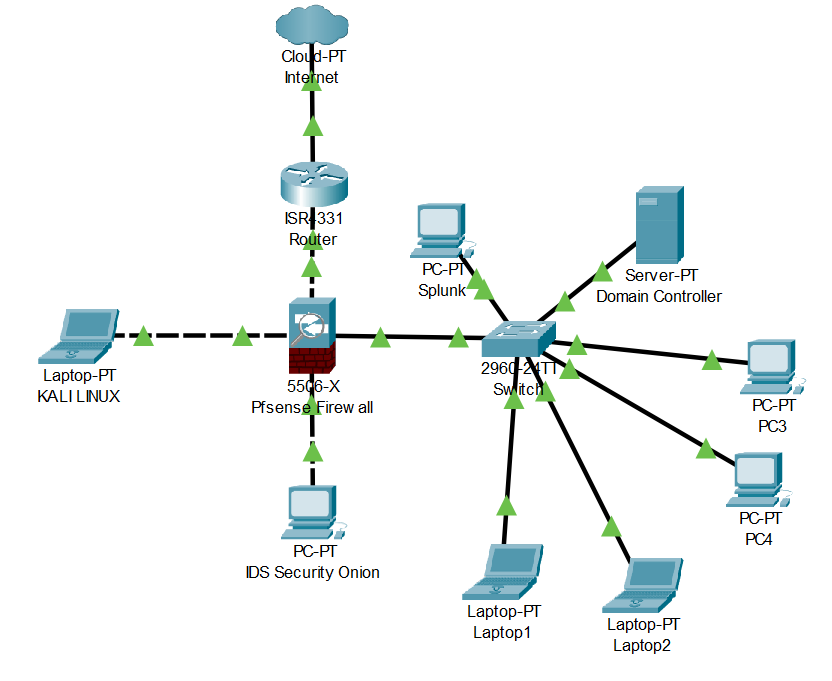 Cloud-PT
Internet
ISR4331
Router
PC-PT
Splunk
Server-PT
Domain Controller
Laptop-PT
KALI LINUX
5506-X
Pfsense Firewall
2960-24TT
Switch
PC-PT
PC3
PC-PT
PC4
PC-PT
IDS Security Onion
Laptop-PT
Laptop1
Laptop-PT
Laptop2